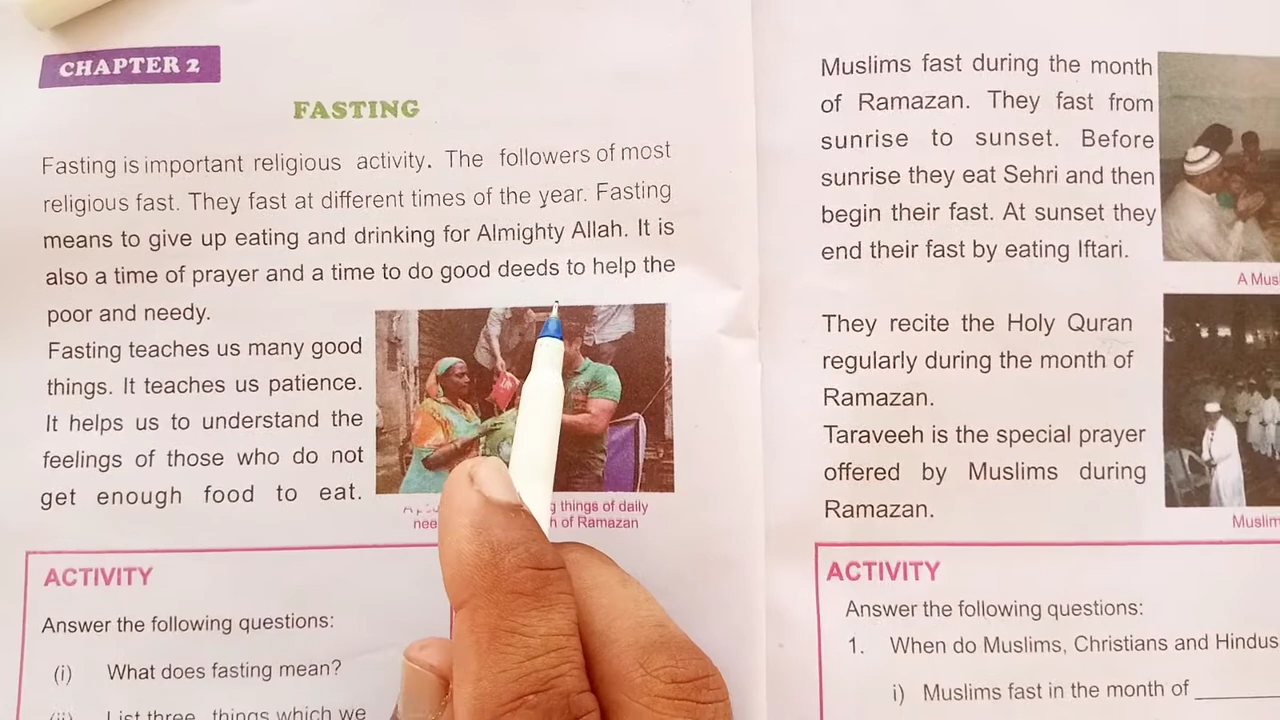 CHAPTER 2
FASTING
Fasting is important religious activity. The followers of most
religious fast. They fast at different times of the year. Fasting
means to give up eating and drinking for Almighty Allah. It is
also a time of prayer and a time to do good deeds to help the
poor and needy.
Fasting teaches us many good
things. It teaches us patience.
It helps us to understand the
feelings of those who do not
get enough food to eat.
things of daily
of Ramazan
ACTIVITY
Answer the following questions:
(i) What does fasting mean?
(ii) List three things which we
Muslims fast during the month
of Ramazan. They fast from
sunrise to sunset. Before
sunrise they eat Sehri and then
begin their fast. At sunset they
end their fast by eating Iftari.
A
They recite the Holy Quran
regularly during the month of
Ramazan.
Taraveeh is the special prayer
offered by Muslims during
Ramazan.
ACTIVITY
Answer the following questions:
1. When do Muslims, Christians and Hindus
i) Muslims fast in the month of